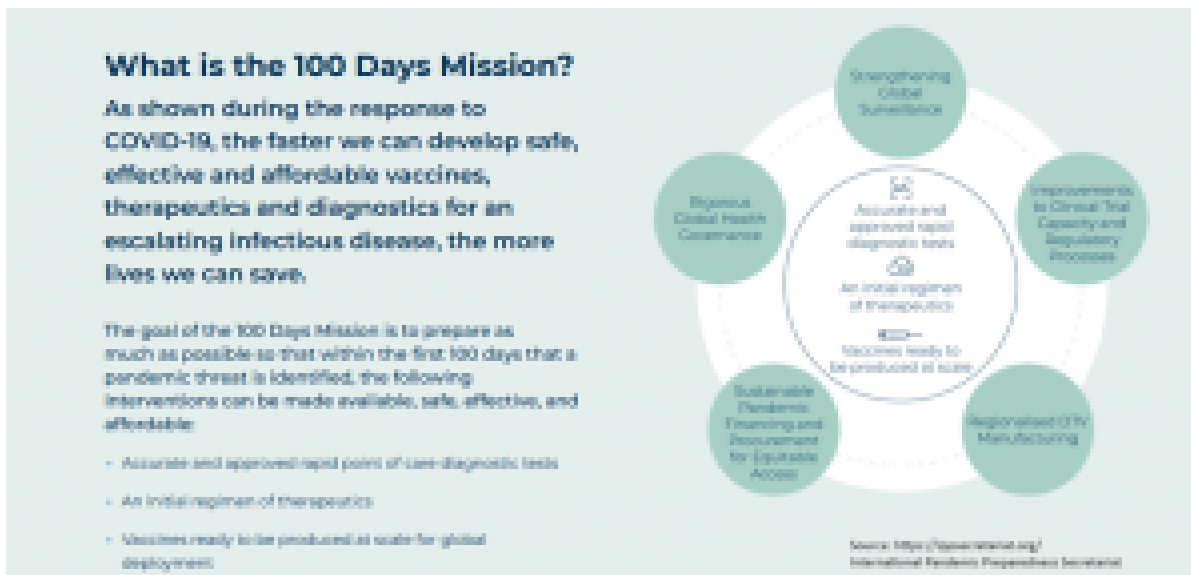 What is the 100 Days Mission?
As shown during the response to
COVID-19, the faster we can develop safe,
effective and affordable vaccines,
therapeutics and diagnostics for an
escalating infectious disease, the more
lives we can save.
The goal of the 100 Days Mission is to prepare as
much as possible so that within the first 100 days that a
pandemic threat is identified, the following
interventions can be made available, safe, effective, and
affordable:
• Accurate and approved rapid point of care diagnostic tests
• An initial regimen of therapeutics
• Vaccines ready to be produced at scale for global
deployment
Strengthening
Global
Surveillance
Improvements
to Clinical Trial
Capacity and
Regulatory
Processes
Regionalised DTV
Manufacturing
Sustainable
Pandemic
Financing and
Procurement
for Equitable
Access
Rigorous
Global Health
Governance
Accurate and
approved rapid
diagnostic tests
An initial regimen
of therapeutics
Vaccines ready to
be produced at scale
Source: https://ippsecretariat.org/
International Pandemic Preparedness Secretariat